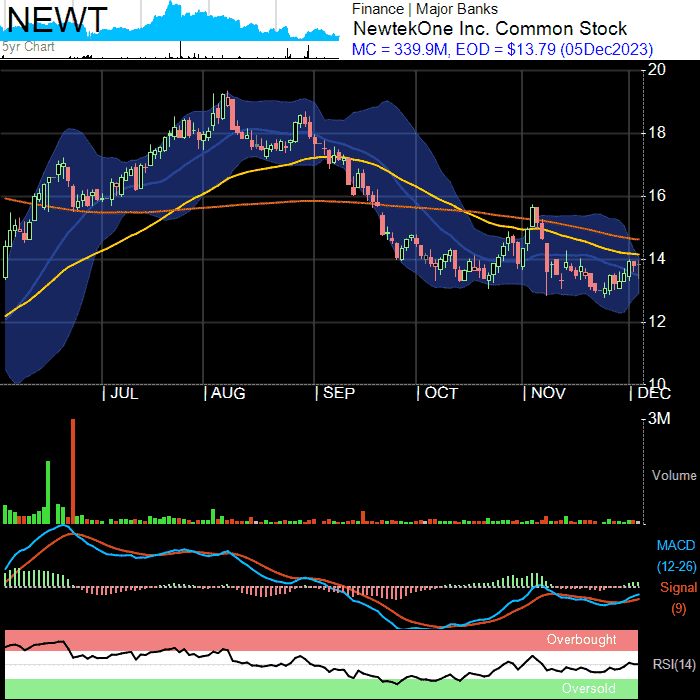 NEWT
5yr Chart
Finance | Major Banks
NewtekOne Inc. Common Stock
MC = 339.9M, EOD = $13.79 (05Dec2023)
20
18
16
14
12
10
| JUL | AUG | SEP | OCT | NOV | DEC
3M
Volume
MACD
(12-26)
Signal
(9)
Overbought
RSI(14)
Oversold